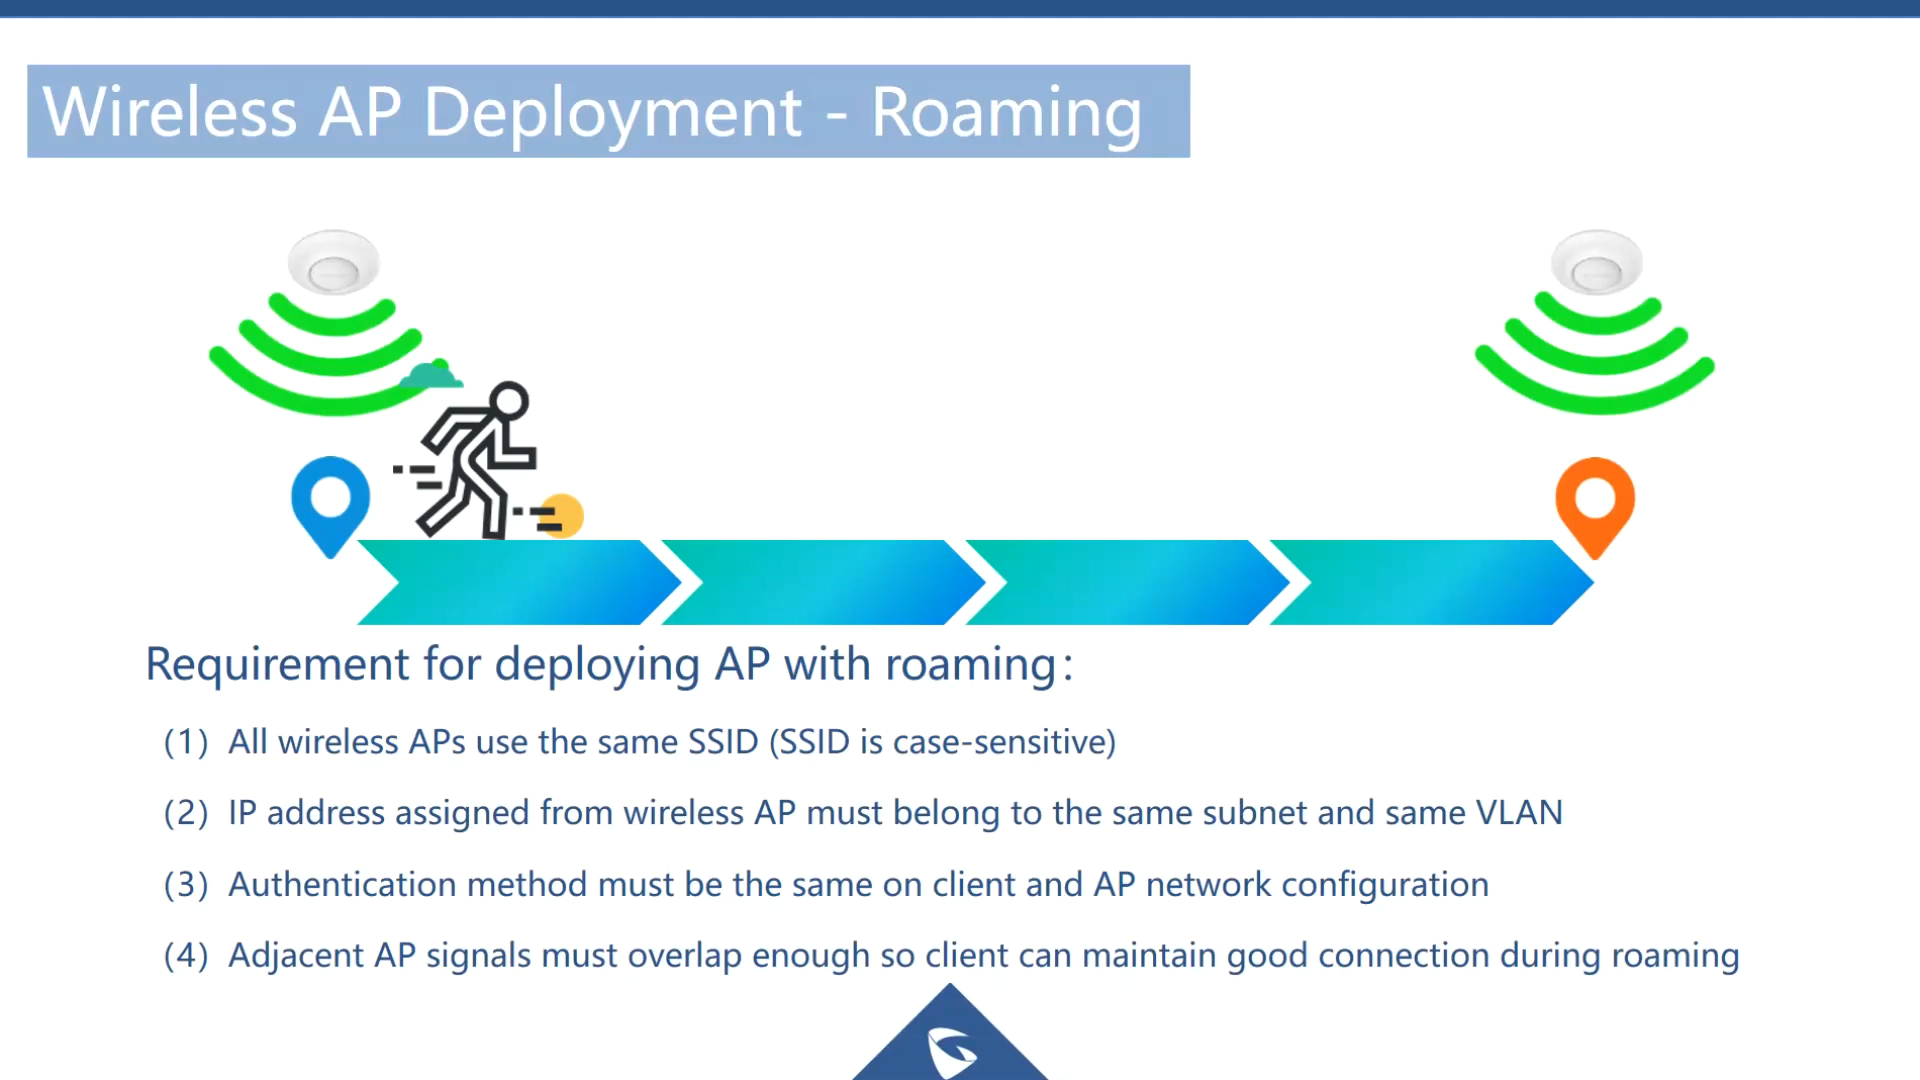 Wireless AP Deployment - Roaming
Requirement for deploying AP with roaming:
(1) All wireless APs use the same SSID (SSID is case-sensitive)
(2) IP address assigned from wireless AP must belong to the same subnet and same VLAN
(3) Authentication method must be the same on client and AP network configuration
(4) Adjacent AP signals must overlap enough so client can maintain good connection during roaming